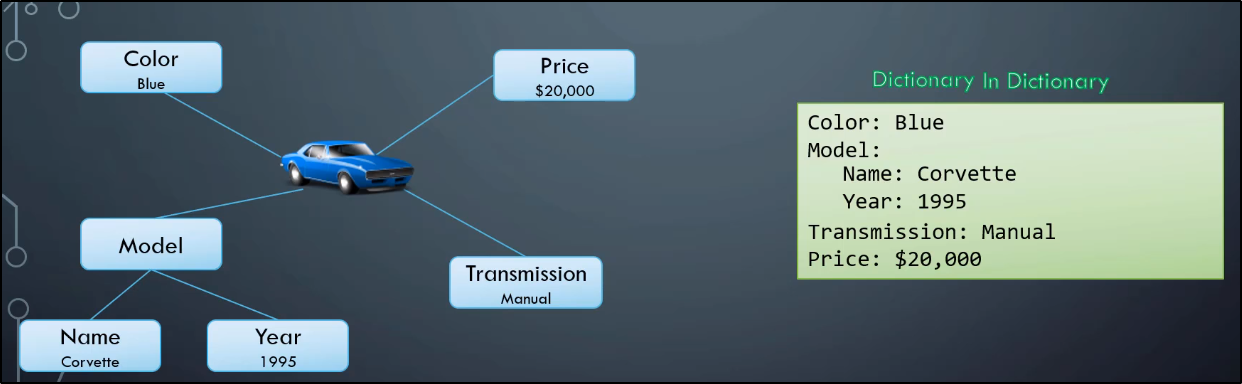 Color
Blue
Price
$20,000
Model
Transmission
Manual
Name
Corvette
Year
1995
Dictionary In Dictionary
Color: Blue
Model:
Name: Corvette
Year: 1995
Transmission: Manual
Price: $20,000